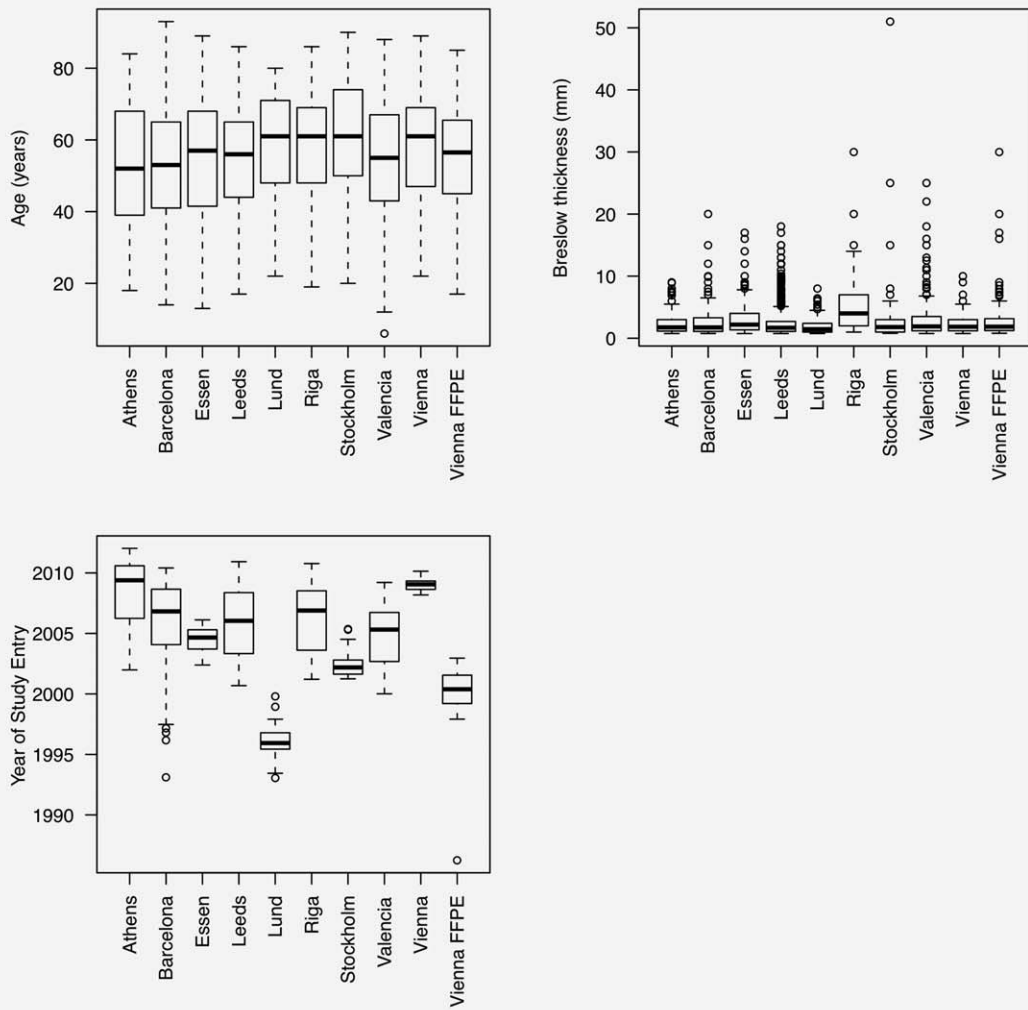 Age (years)
80
60
40
20
Athens
Barcelona
Essen
Leeds
Lund
Riga
Stockholm
Valencia
Vienna
Vienna FFPE
Breslow thickness (mm)
50
40
30
20
10
0
Athens
Barcelona
Essen
Leeds
Lund
Riga
Stockholm
Valencia
Vienna
Vienna FFPE
Year of Study Entry
2010
2005
2000
1995
1990
Athens
Barcelona
Essen
Leeds
Lund
Riga
Stockholm
Valencia
Vienna
Vienna FFPE